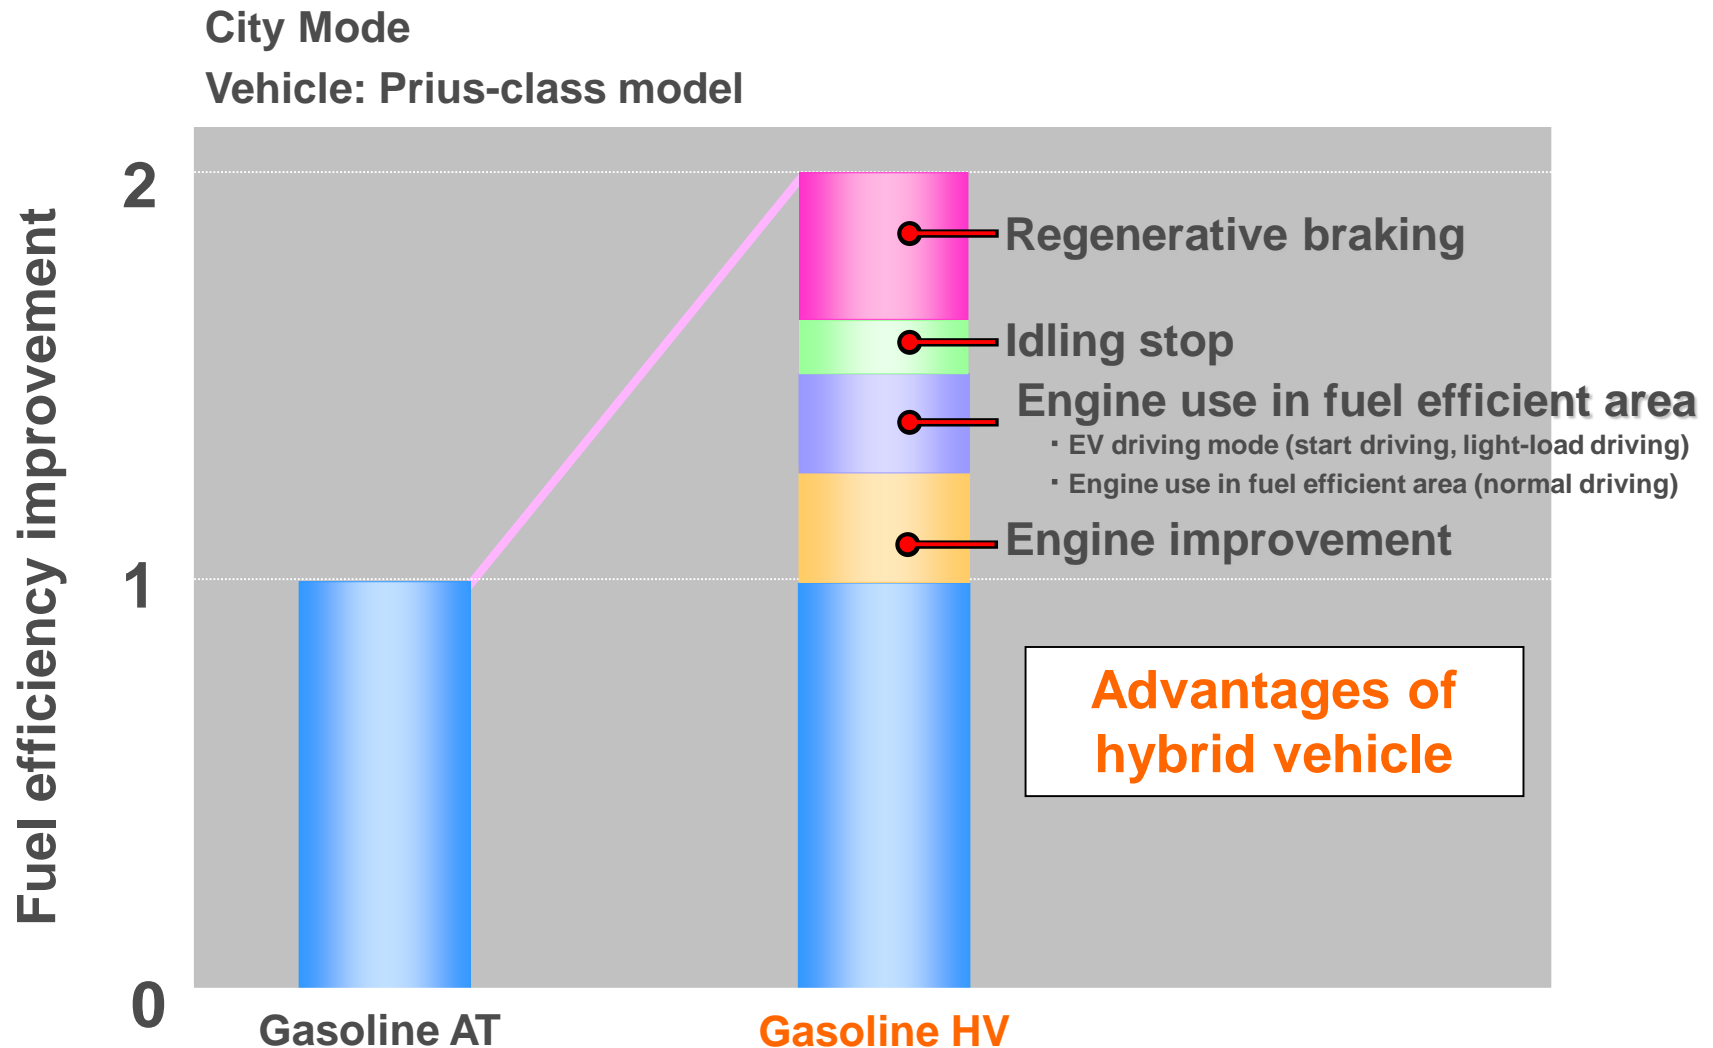 City Mode
Vehicle: Prius-class model
Fuel efficiency improvement
2
1
0
Regenerative braking
Idling stop
Engine use in fuel efficient area
・EV driving mode (start driving, light-load driving)
・Engine use in fuel efficient area (normal driving)
Engine improvement
Advantages of
hybrid vehicle
Gasoline AT
Gasoline HV